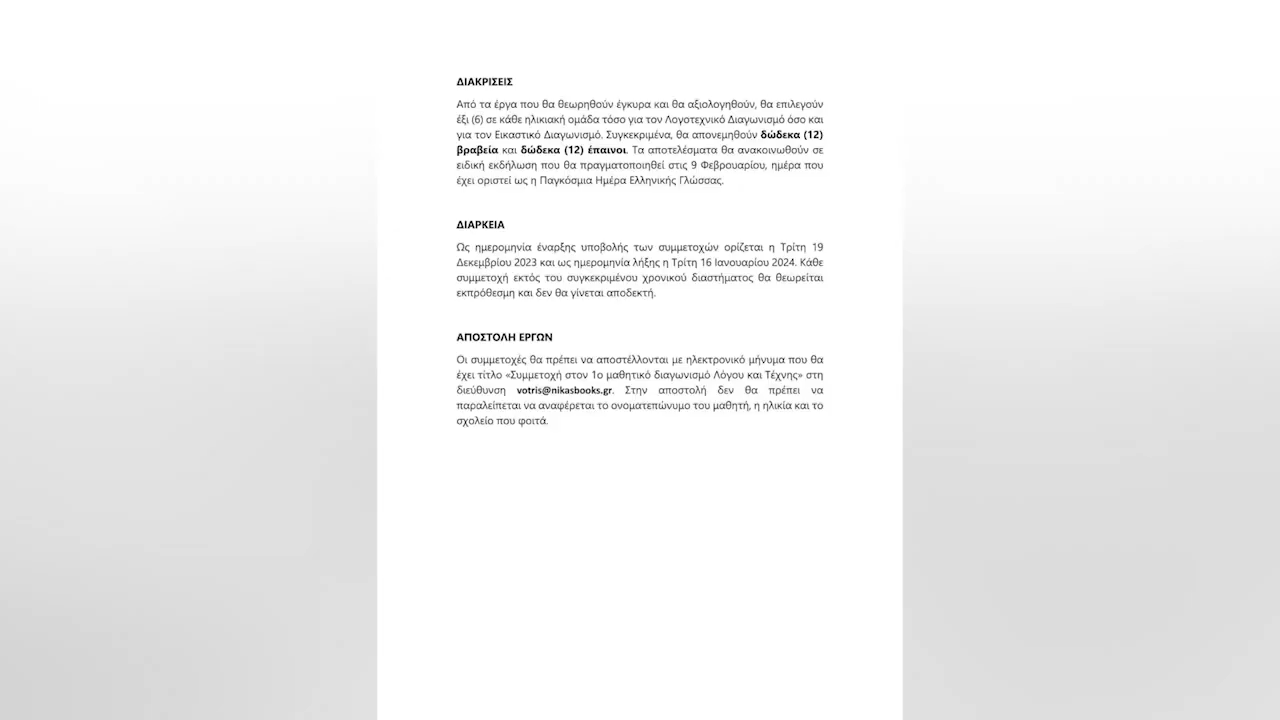 ΔΙΑΚΡΙΣΕΙΣ
Από τα έργα που θα θεωρηθούν έγκυρα και θα αξιολογηθούν, θα επιλεγούν
έξι (6) σε κάθε ηλικιακή ομάδα τόσο για τον Λογοτεχνικό Διαγωνισμό όσο και
για τον Εικαστικό Διαγωνισμό. Συγκεκριμένα, θα απονεμηθούν δώδεκα (12)
βραβεία και δώδεκα (12) έπαινοι. Τα αποτελέσματα θα ανακοινωθούν σε
ειδική εκδήλωση που θα πραγματοποιηθεί στις 9 Φεβρουαρίου, ημέρα που
έχει οριστεί ως η Παγκόσμια Ημέρα Ελληνικής Γλώσσας.
ΔΙΑΡΚΕΙΑ
Ως ημερομηνία έναρξης υποβολής των συμμετοχών ορίζεται η Τρίτη 19
Δεκεμβρίου 2023 και ως ημερομηνία λήξης η Τρίτη 16 Ιανουαρίου 2024. Κάθε
συμμετοχή εκτός του συγκεκριμένου χρονικού διαστήματος θα θεωρείται
εκπρόθεσμη και δεν θα γίνεται αποδεκτή.
ΑΠΟΣΤΟΛΗ ΕΡΓΩΝ
Οι συμμετοχές θα πρέπει να αποστέλλονται με ηλεκτρονικό μήνυμα που θα
έχει τίτλο «Συμμετοχή στον 1ο μαθητικό διαγωνισμό Λόγου και Τέχνης» στη
διεύθυνση votris@nikasbooks.gr. Στην αποστολή δεν θα πρέπει να
παραλείπεται να αναφέρεται το ονοματεπώνυμο του μαθητή, η ηλικία και το
σχολείο που φοιτά.